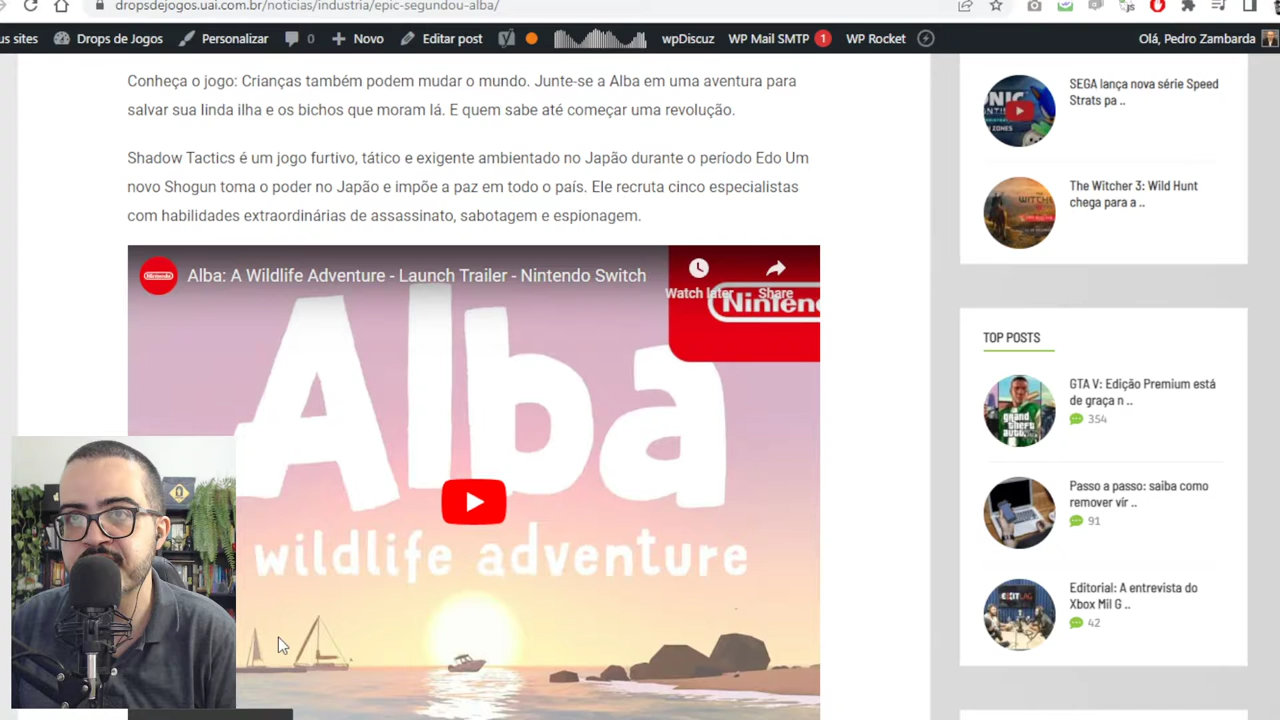 dropsdejogos.uai.com.br/noticias/industria/epic-segundou-alba/
us sites Drops de Jogos Personalizar 0 Novo Editar post wpDiscuz WP Mail SMTP 1 WP Rocket Olá, Pedro Zambarda
Conheça o jogo: Crianças também podem mudar o mundo. Junte-se a Alba em uma aventura para
salvar sua linda ilha e os bichos que moram lá. E quem sabe até começar uma revolução.
Shadow Tactics é um jogo furtivo, tático e exigente ambientado no Japão durante o período Edo Um
novo Shogun toma o poder no Japão e impõe a paz em todo o país. Ele recruta cinco especialistas
com habilidades extraordinárias de assassinato, sabotagem e espionagem.
Nintendo
Alba: A Wildlife Adventure - Launch Trailer - Nintendo Switch
Watch later
Share
Ninten
Alba
wildlife adventure
SEGA lança nova série Speed
Strats pa ..
The Witcher 3: Wild Hunt
chega para a ..
TOP POSTS
GTA V: Edição Premium está
de graça n ..
354
grand
theft
auto
Passo a passo: saiba como
remover vir ..
91
Editorial: A entrevista do
Xbox Mil G ..
42
EXITLAG